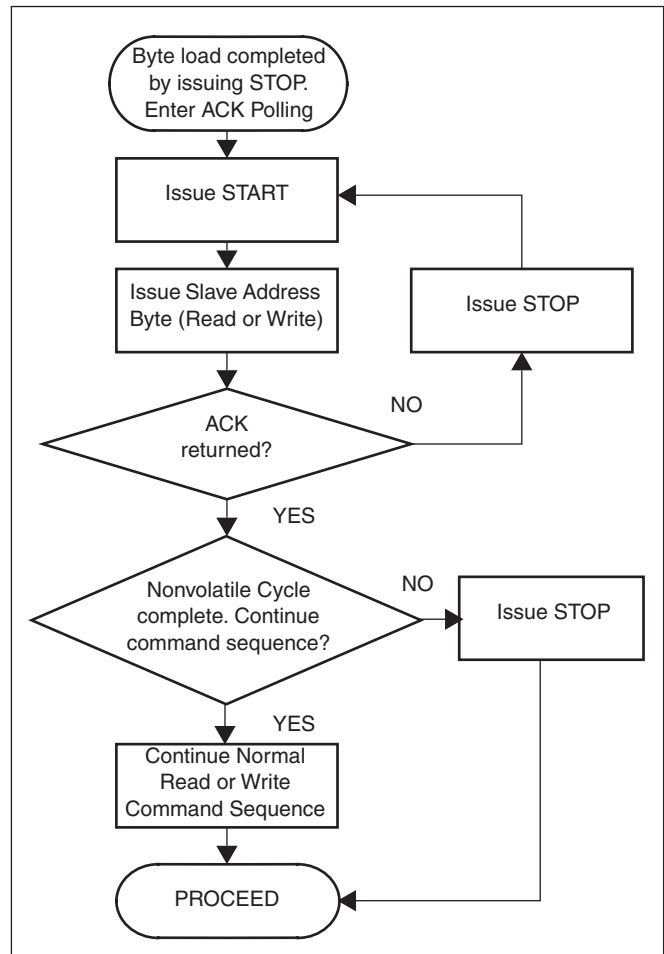 Byte load completed
by issuing STOP.
Enter ACK Polling
Issue START
Issue Slave Address
Byte (Read or Write)
Issue STOP
ACK
returned?
NO
YES
Nonvolatile Cycle
complete. Continue
command sequence?
NO
Issue STOP
YES
Continue Normal
Read or Write
Command Sequence
PROCEED